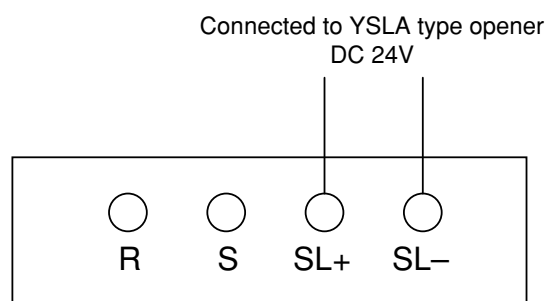 Connected to YSLA type opener
DC 24V
R S SL+ SL–